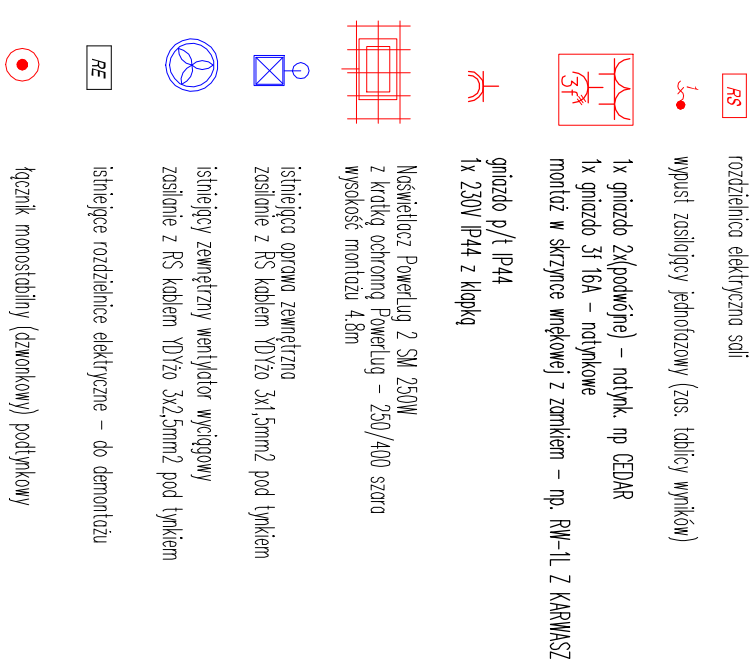 RS
rozdzielnica elektryczna sali
1
wypust zasilający jednofazowy (zas. tablicy wyników)
3f
1x gniazdo 2x(podwójne) – natynk. np CEDAR
1x gniazdo 3f 16A – natynkowe
montaż w skrzynce wnękowej z zamkiem – np. RW-1L Z KARWASZ
gniazdo p/t IP44
1x 230V IP44 z klapką
Naświetlacz PowerLug 2 SM 250W
z kratką ochronną PowerLug – 250/400 szara
wysokość montażu 4.8m
istniejąca oprawa zewnętrzna
zasilanie z RS kablem YDYżo 3x1,5mm2 pod tynkiem
istniejący zewnętrzny wentylator wyciągowy
zasilanie z RS kablem YDYżo 3x2,5mm2 pod tynkiem
RE
istniejące rozdzielnice elektryczne – do demontażu
łącznik monostabilny (dzwonkowy) podtynkowy